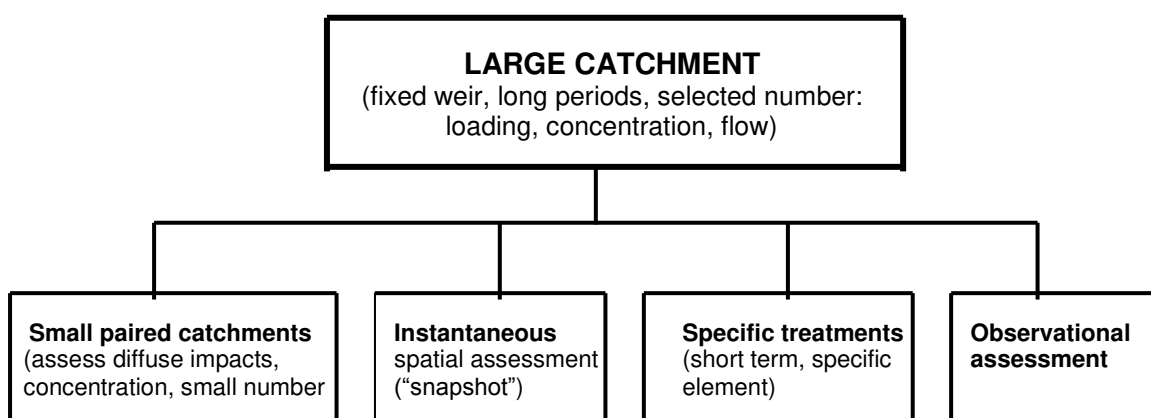 LARGE CATCHMENT
(fixed weir, long periods, selected number:
loading, concentration, flow)
Small paired catchments
(assess diffuse impacts,
concentration, small number
Instantaneous
spatial assessment
(“snapshot”)
Specific treatments
(short term, specific
element)
Observational
assessment